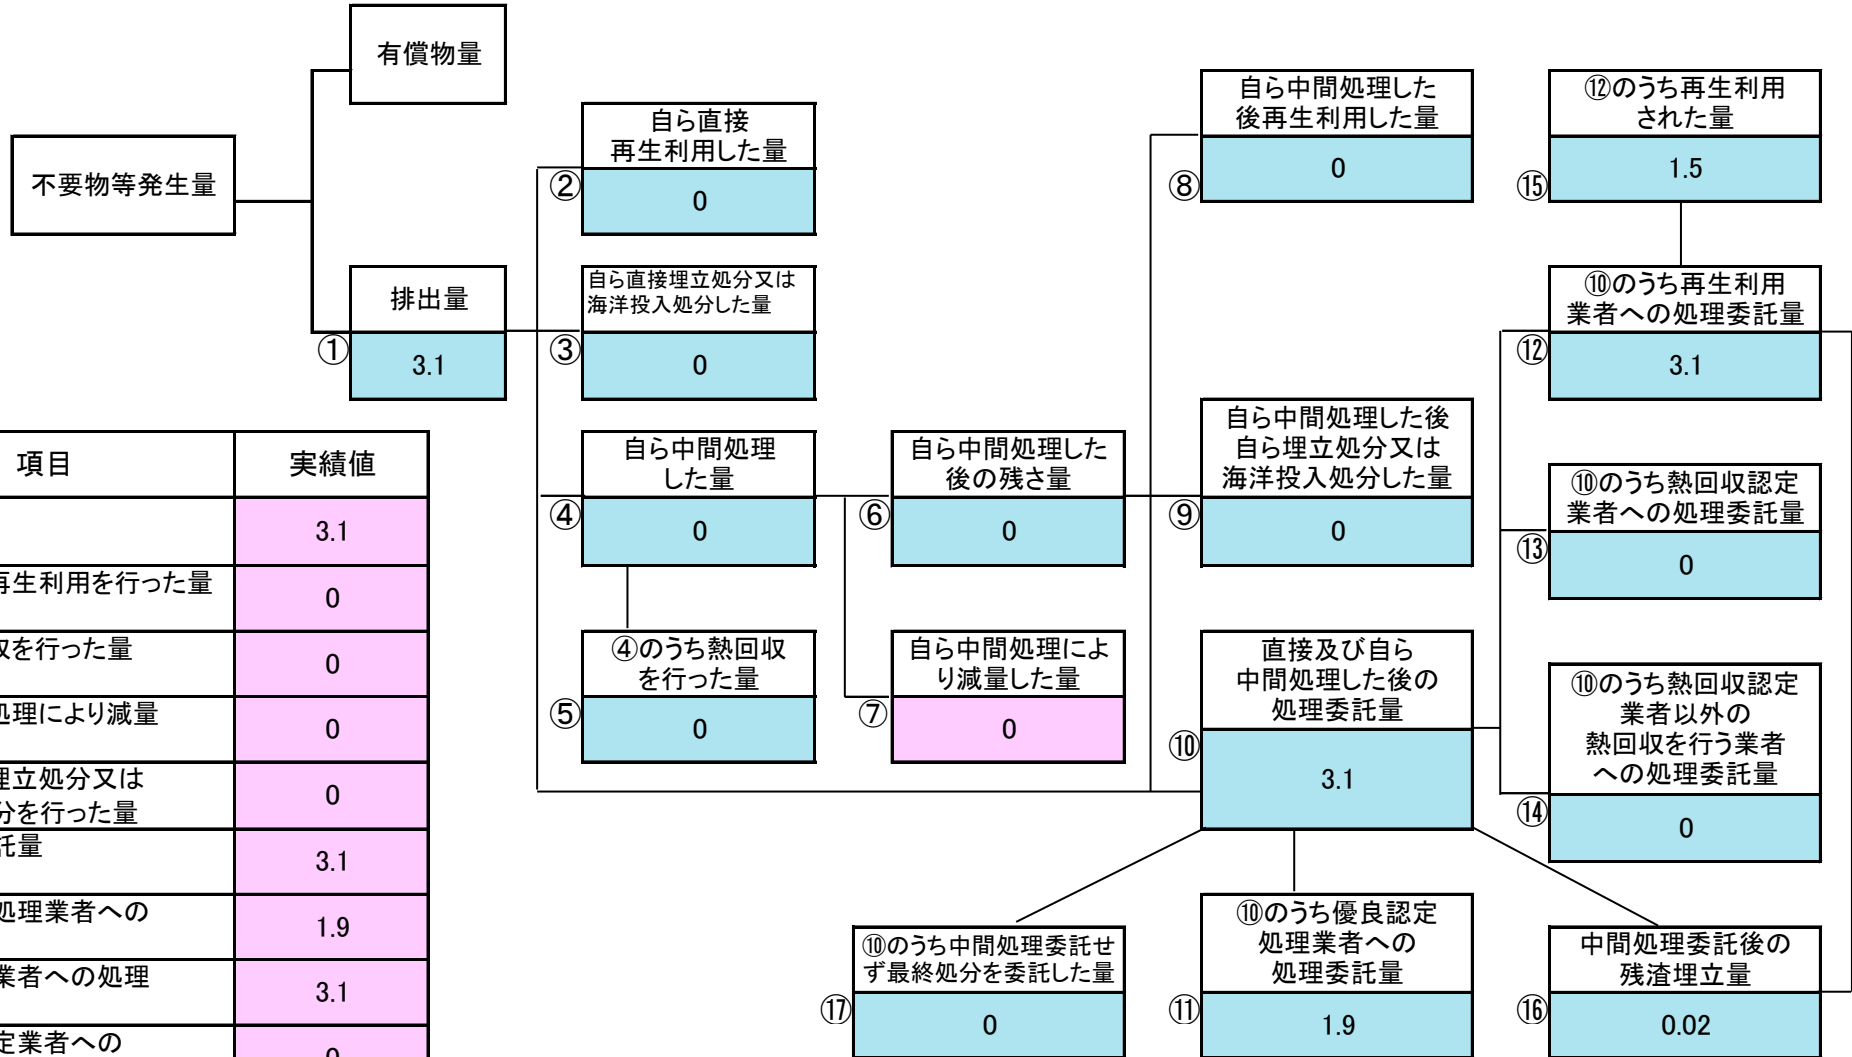 有償物量
不要物等発生量
排出量
①
3.1
自ら直接
再生利用した量
②
0
自ら直接埋立処分又は
海洋投入処分した量
③
0
自ら中間処理
した量
④
0
④のうち熱回収
を行った量
⑤
0
自ら中間処理した
後の残さ量
⑥
0
自ら中間処理によ
り減量した量
⑦
0
自ら中間処理した
後再生利用した量
⑧
0
自ら中間処理した後
自ら埋立処分又は
海洋投入処分した量
⑨
0
直接及び自ら
中間処理した後の
処理委託量
⑩
3.1
⑫のうち再生利用
された量
⑮
1.5
⑩のうち再生利用
業者への処理委託量
⑫
3.1
⑩のうち熱回収認定
業者への処理委託量
⑬
0
⑩のうち熱回収認定
業者以外の
熱回収を行う業者
への処理委託量
⑭
0
⑩のうち中間処理委託せ
ず最終処分を委託した量
⑰
0
⑩のうち優良認定
処理業者への
処理委託量
⑪
1.9
中間処理委託後の
残渣埋立量
⑯
0.02
項目 実績値
3.1
再生利用を行った量 0
を行った量 0
処理により減量 0
埋立処分又は
分を行った量 0
託量 3.1
処理業者への 1.9
業者への処理 3.1
定業者への 0